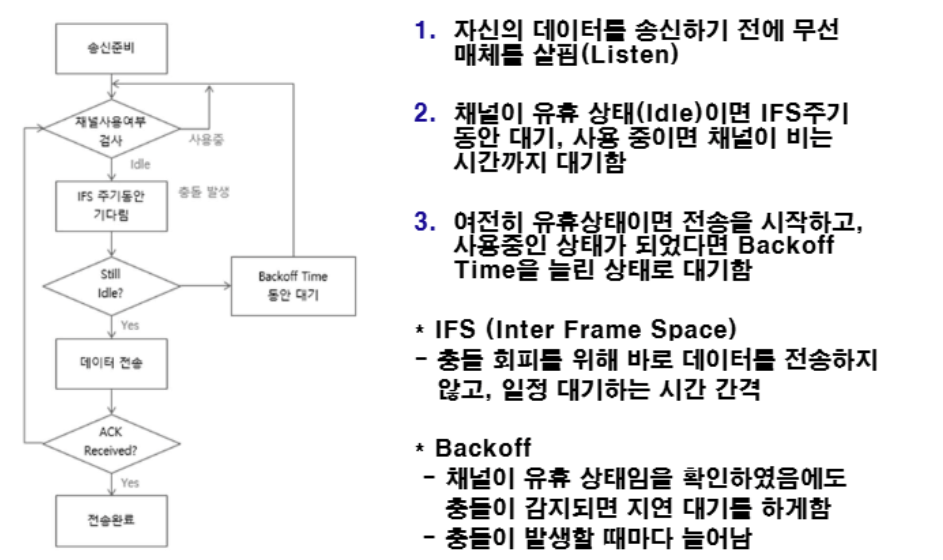 송신준비
채널사용여부
검사
사용중
Idle
IFS 주기동안
기다림
충돌 발생
Still
Idle?
Backoff Time
동안 대기
Yes
데이터 전송
ACK
Received?
Yes
전송완료
1. 자신의 데이터를 송신하기 전에 무선
매체를 살핌(Listen)
2. 채널이 유휴 상태(Idle)이면 IFS주기
동안 대기, 사용 중이면 채널이 비는
시간까지 대기함
3. 여전히 유휴상태이면 전송을 시작하고,
사용중인 상태가 되었다면 Backoff
Time을 늘린 상태로 대기함
* IFS (Inter Frame Space)
- 충돌 회피를 위해 바로 데이터를 전송하지
않고, 일정 대기하는 시간 간격
* Backoff
- 채널이 유휴 상태임을 확인하였음에도
충돌이 감지되면 지연 대기를 하게함
- 충돌이 발생할 때마다 늘어남